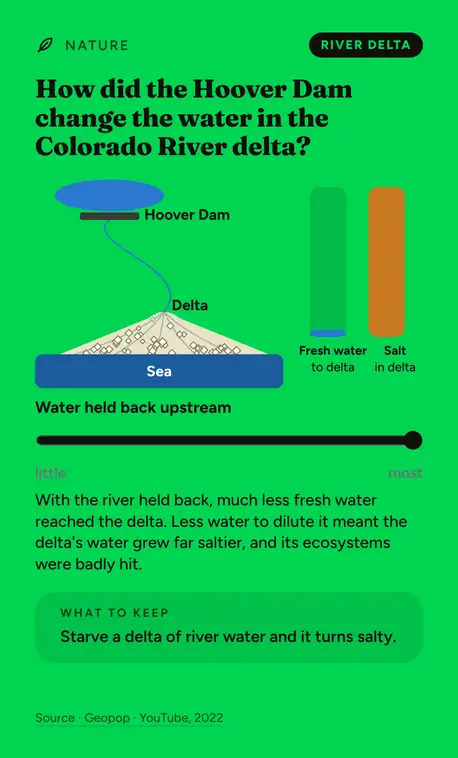 NATURE
RIVER DELTA
How did the Hoover Dam
change the water in the
Colorado River delta?
Hoover Dam
Delta
Sea
Fresh water
to delta
Salt
in delta
Water held back upstream
little
most
With the river held back, much less fresh water
reached the delta. Less water to dilute it meant the
delta's water grew far saltier, and its ecosystems
were badly hit.
WHAT TO KEEP
Starve a delta of river water and it turns salty.
Source · Geopop · YouTube, 2022